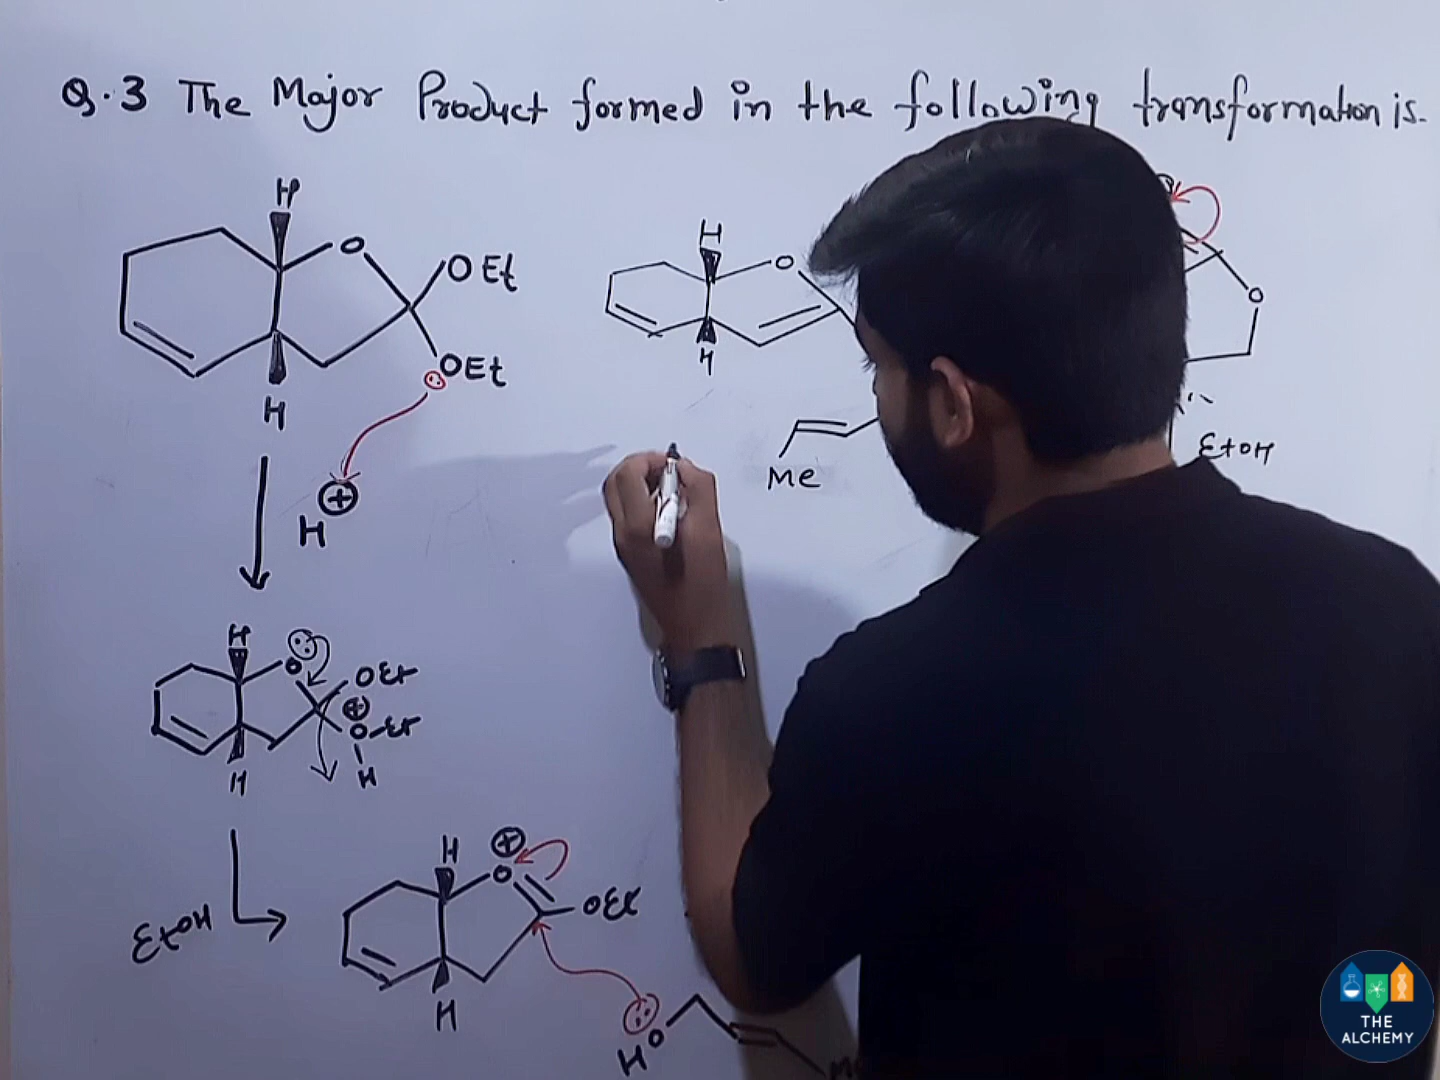 Q.3 The Major Product formed in the following transformation is.
H
O
OEt
OEt
H
H ⊕
H
O
H
Me
O
EtOH
H
O
OEt
⊕
O-Et
H
H
EtOH
H
⊕
O
OEt
H
HO
THE
ALCHEMY